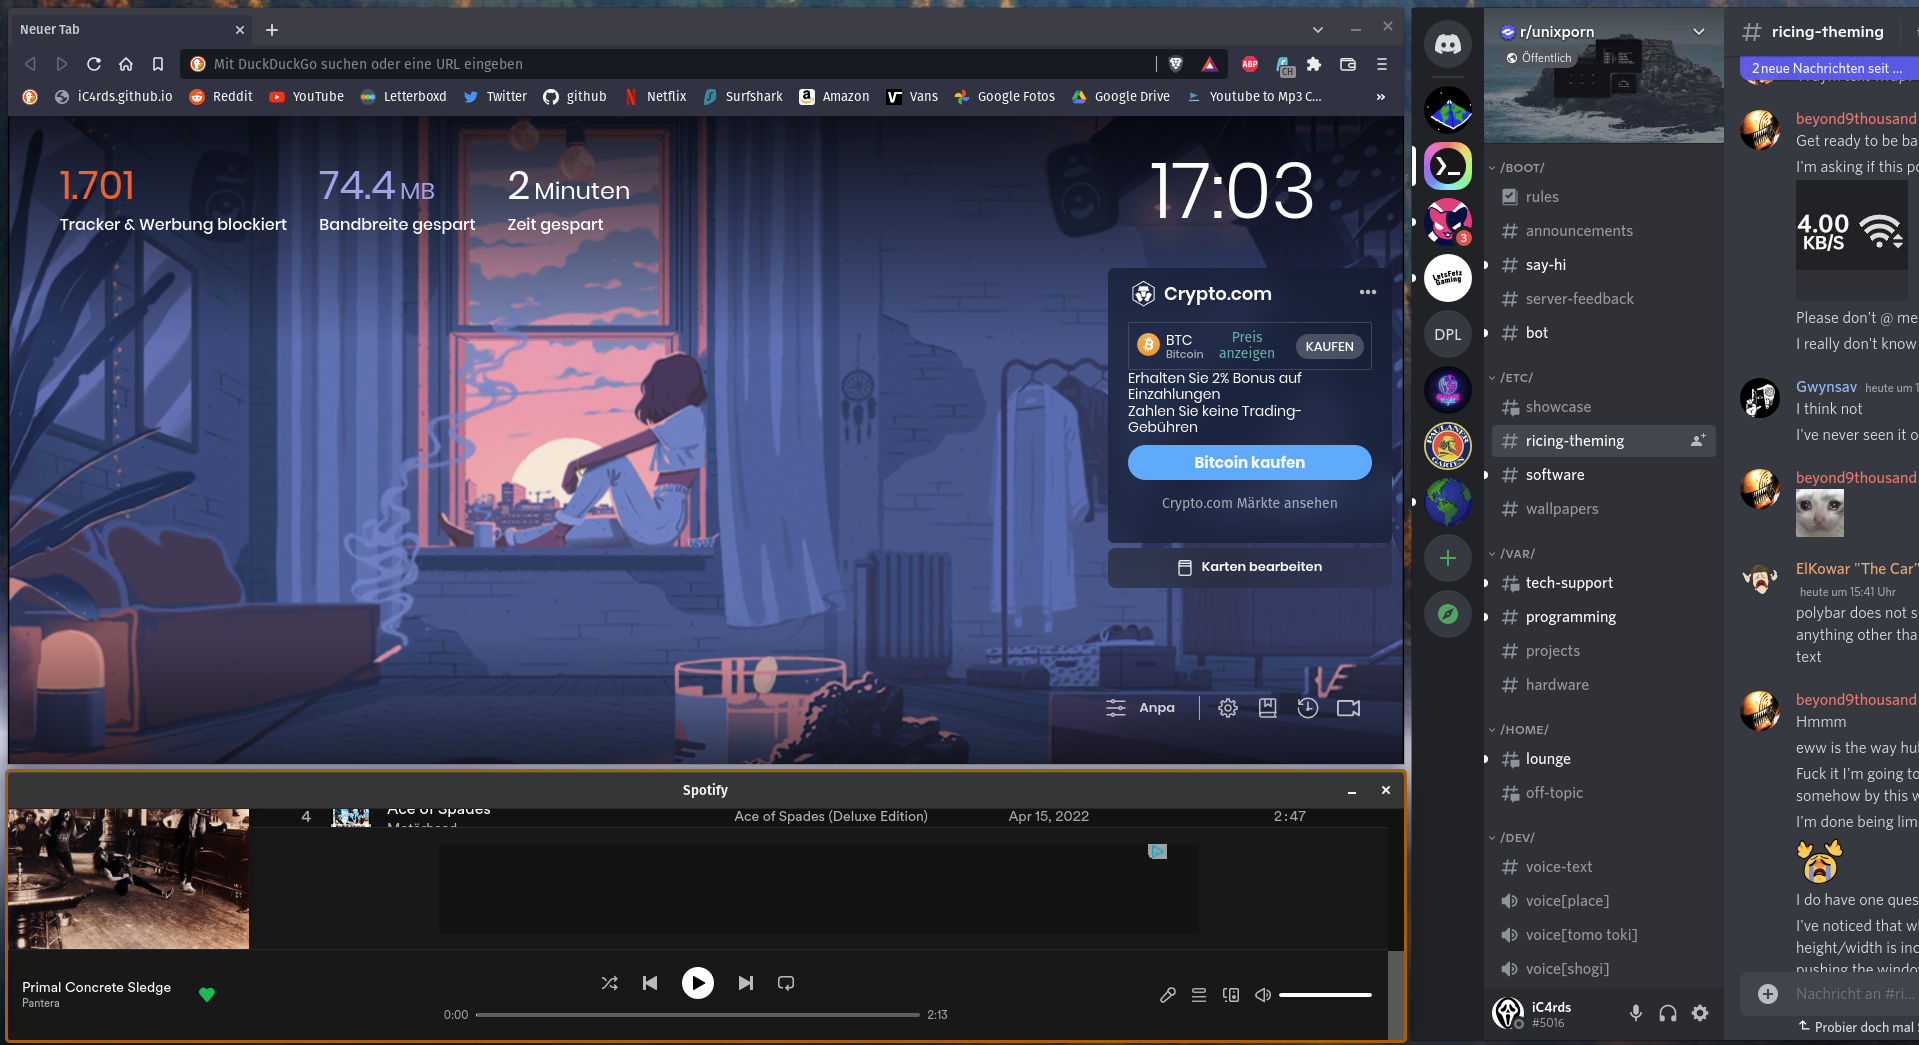 Neuer Tab
Mit DuckDuckGo suchen oder eine URL eingeben
ABP
CH
iC4rds.github.io
Reddit
YouTube
Letterboxd
Twitter
github
Netflix
Surfshark
Amazon
Vans
Google Fotos
Google Drive
Youtube to Mp3 C...
1.701
Tracker & Werbung blockiert
74.4 MB
Bandbreite gespart
2 Minuten
Zeit gespart
17:03
Crypto.com
BTC
Bitcoin
Preis
anzeigen
KAUFEN
Erhalten Sie 2% Bonus auf
Einzahlungen
Zahlen Sie keine Trading-
Gebühren
Bitcoin kaufen
Crypto.com Märkte ansehen
Karten bearbeiten
Anpa
Spotify
4
Ace of Spades
Motörhead
Ace of Spades (Deluxe Edition)
Apr 15, 2022
2:47
Primal Concrete Sledge
Pantera
0:00
2:13
3
LetsFetz
Gaming
DPL
PAULANER
GARTEN
r/unixporn
Öffentlich
/BOOT/
rules
announcements
say-hi
server-feedback
bot
/ETC/
showcase
ricing-theming
software
wallpapers
/VAR/
tech-support
programming
projects
hardware
/HOME/
lounge
off-topic
/DEV/
voice-text
voice[place]
voice[tomo toki]
voice[shogi]
iC4rds
#5016
ricing-theming
2 neue Nachrichten seit ...
beyond9thousand
Get ready to be ba
I'm asking if this po
4.00
KB/S
Please don't @ me
I really don't know
Gwynsav heute um 1
I think not
I've never seen it o
beyond9thousand
ElKowar "The Car"
heute um 15:41 Uhr
polybar does not s
anything other tha
text
beyond9thousand
Hmmm
eww is the way hul
Fuck it I'm going to
somehow by this w
I'm done being lim
I do have one ques
I've noticed that wi
height/width is inc
pushing the windo
Nachricht an #ri...
Probier doch mal